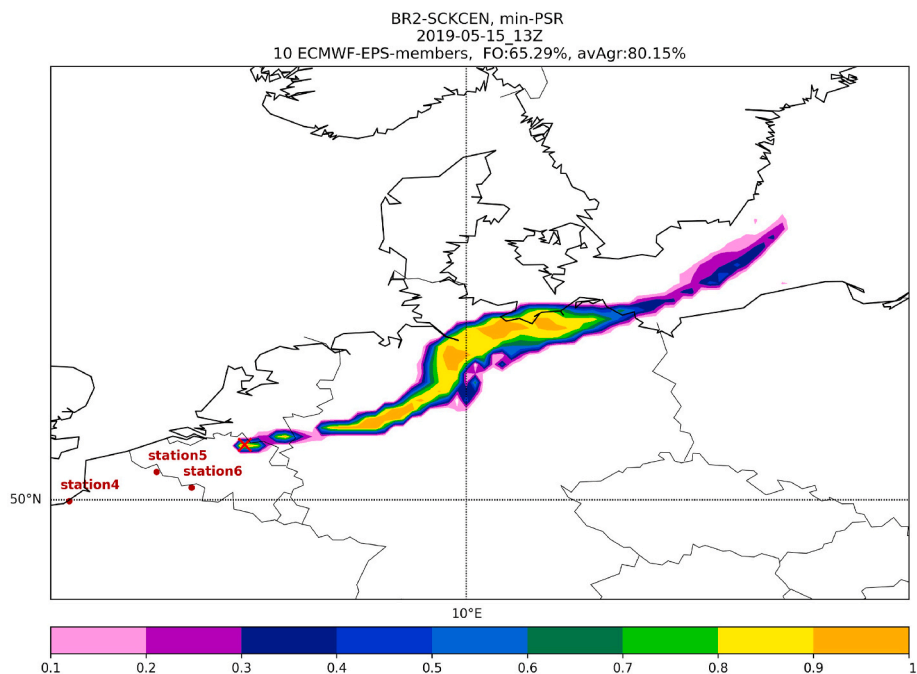 BR2-SCKCEN, min-PSR
2019-05-15_13Z
10 ECMWF-EPS-members,  FO:65.29%, avAgr:80.15%
station5
station6
station4
50°N
10°E
0.1 0.2 0.3 0.4 0.5 0.6 0.7 0.8 0.9 1